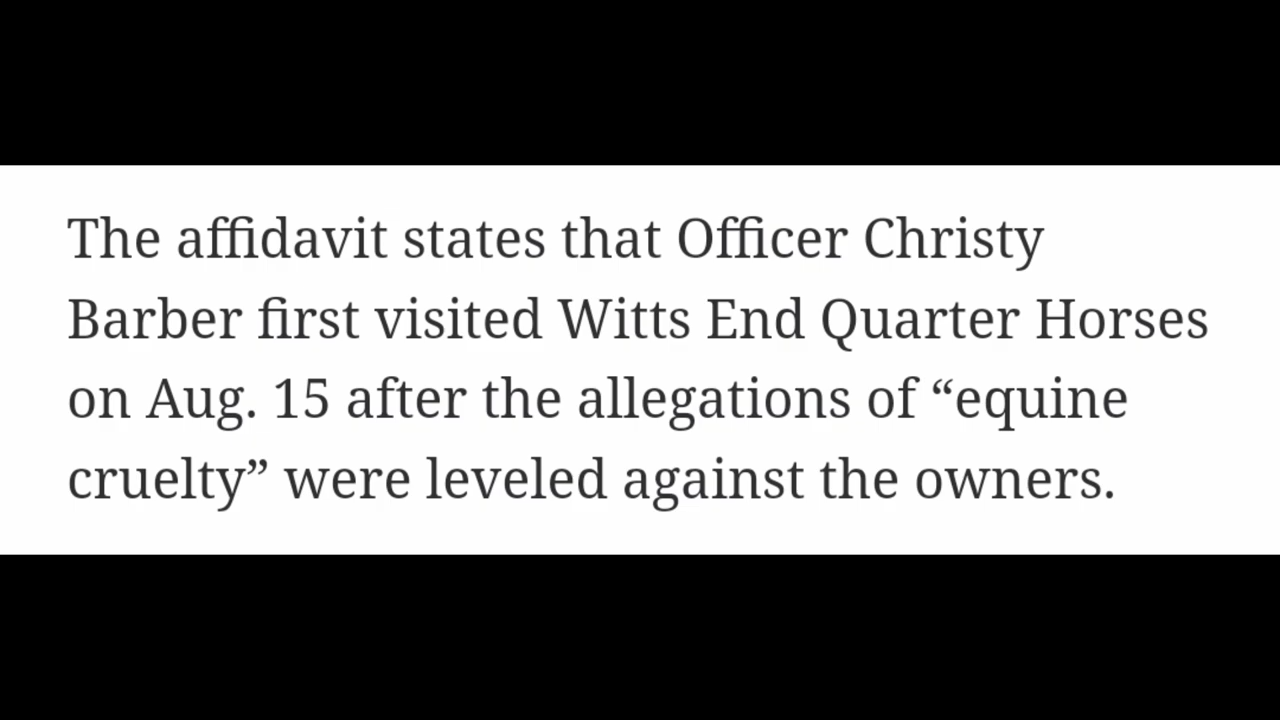 The affidavit states that Officer Christy
Barber first visited Witts End Quarter Horses
on Aug. 15 after the allegations of “equine
cruelty” were leveled against the owners.